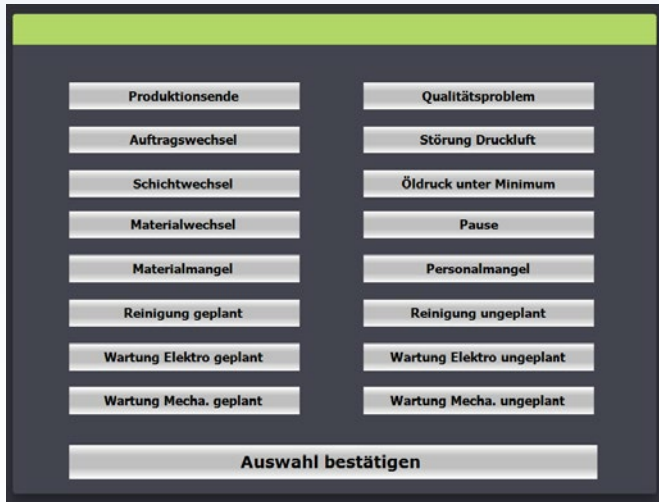 Produktionsende
Qualitätsproblem
Auftragswechsel
Störung Druckluft
Schichtwechsel
Öldruck unter Minimum
Materialwechsel
Pause
Materialmangel
Personalmangel
Reinigung geplant
Reinigung ungeplant
Wartung Elektro geplant
Wartung Elektro ungeplant
Wartung Mecha. geplant
Wartung Mecha. ungeplant
Auswahl bestätigen